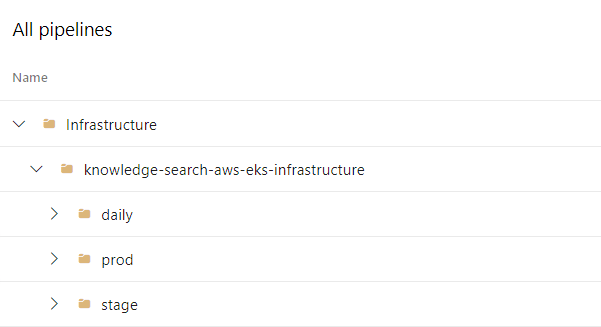 All pipelines
Name
Infrastructure
knowledge-search-aws-eks-infrastructure
daily
prod
stage